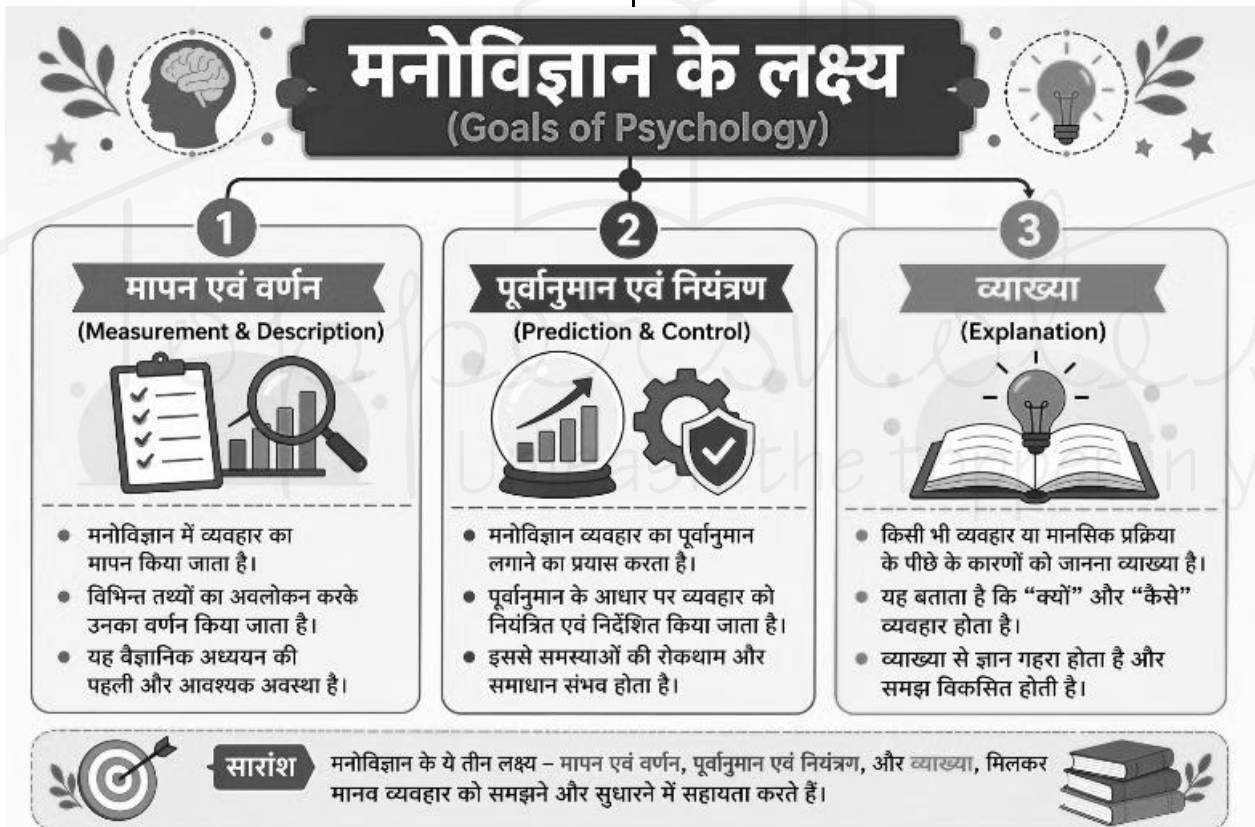 मनोविज्ञान के लक्ष्य
(Goals of Psychology)
1
मापन एवं वर्णन
(Measurement & Description)
मनोविज्ञान में व्यवहार का
मापन किया जाता है।
विभिन्त तथ्यों का अवलोकन करके
उनका वर्णन किया जाता है।
यह वैज्ञानिक अध्ययन की
पहली और आवश्यक अवस्था है।
2
पूर्वानुमान एवं नियंत्रण
(Prediction & Control)
मनोविज्ञान व्यवहार का पूर्वानुमान
लगाने का प्रयास करता है।
पूर्वानुमान के आधार पर व्यवहार को
नियंत्रित एवं निर्देशित किया जाता है।
इससे समस्याओं की रोकथाम और
समाधान संभव होता है।
3
व्याख्या
(Explanation)
किसी भी व्यवहार या मानसिक प्रक्रिया
के पीछे के कारणों को जानना व्याख्या है।
यह बताता है कि “क्यों” और “कैसे”
व्यवहार होता है।
व्याख्या से ज्ञान गहरा होता है और
समझ विकसित होती है।
सारांश
मनोविज्ञान के ये तीन लक्ष्य – मापन एवं वर्णन, पूर्वानुमान एवं नियंत्रग, और व्याख्या, मिलकर
मानव व्यवहार को समझने और सुधारने में सहायता करते हैं।